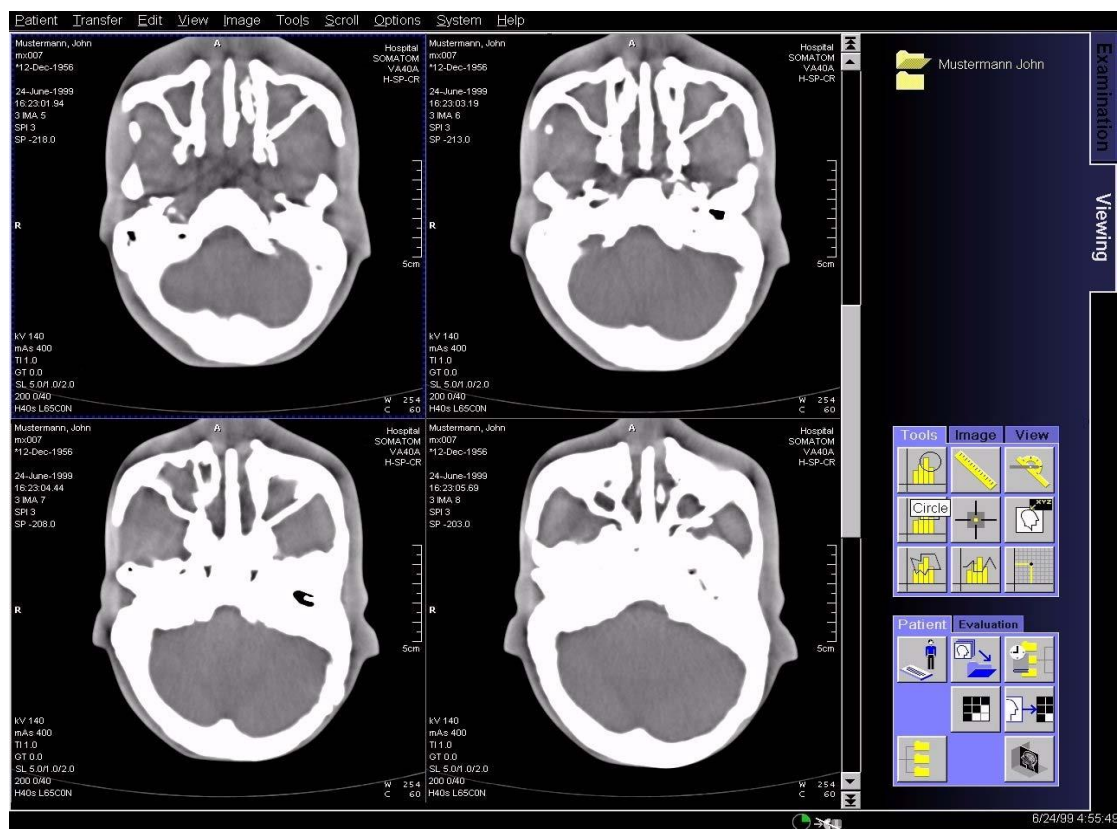 Patient Transfer Edit View Image Tools Scroll Options System Help
Mustermann, John
mx007
*12-Dec-1956
24-June-1999
16:23:01.94
3 IMA 5
SPI 3
SP -218.0
A
Hospital
SOMATOM
VA40A
H-SP-CR
R
5cm
kV 140
mAs 400
TI 1.0
GT 0.0
SL 5.0/1.0/2.0
200 0/40
H40s L65C0N
W 254
C 60
Mustermann, John
mx007
*12-Dec-1956
24-June-1999
16:23:03.19
3 IMA 6
SPI 3
SP -213.0
A
Hospital
SOMATOM
VA40A
H-SP-CR
R
5cm
kV 140
mAs 400
TI 1.0
GT 0.0
SL 5.0/1.0/2.0
200 0/40
H40s L65C0N
W 254
C 60
Mustermann, John
mx007
*12-Dec-1956
24-June-1999
16:23:04.44
3 IMA 7
SPI 3
SP -208.0
A
Hospital
SOMATOM
VA40A
H-SP-CR
R
5cm
kV 140
mAs 400
TI 1.0
GT 0.0
SL 5.0/1.0/2.0
200 0/40
H40s L65C0N
W 254
C 60
Mustermann, John
mx007
*12-Dec-1956
24-June-1999
16:23:05.69
3 IMA 8
SPI 3
SP -203.0
A
Hospital
SOMATOM
VA40A
H-SP-CR
R
5cm
kV 140
mAs 400
TI 1.0
GT 0.0
SL 5.0/1.0/2.0
200 0/40
H40s L65C0N
W 254
C 60
Mustermann John
Examination
Viewing
Tools Image View
Circle
XYZ
Patient Evaluation
6/24/99 4:55:49